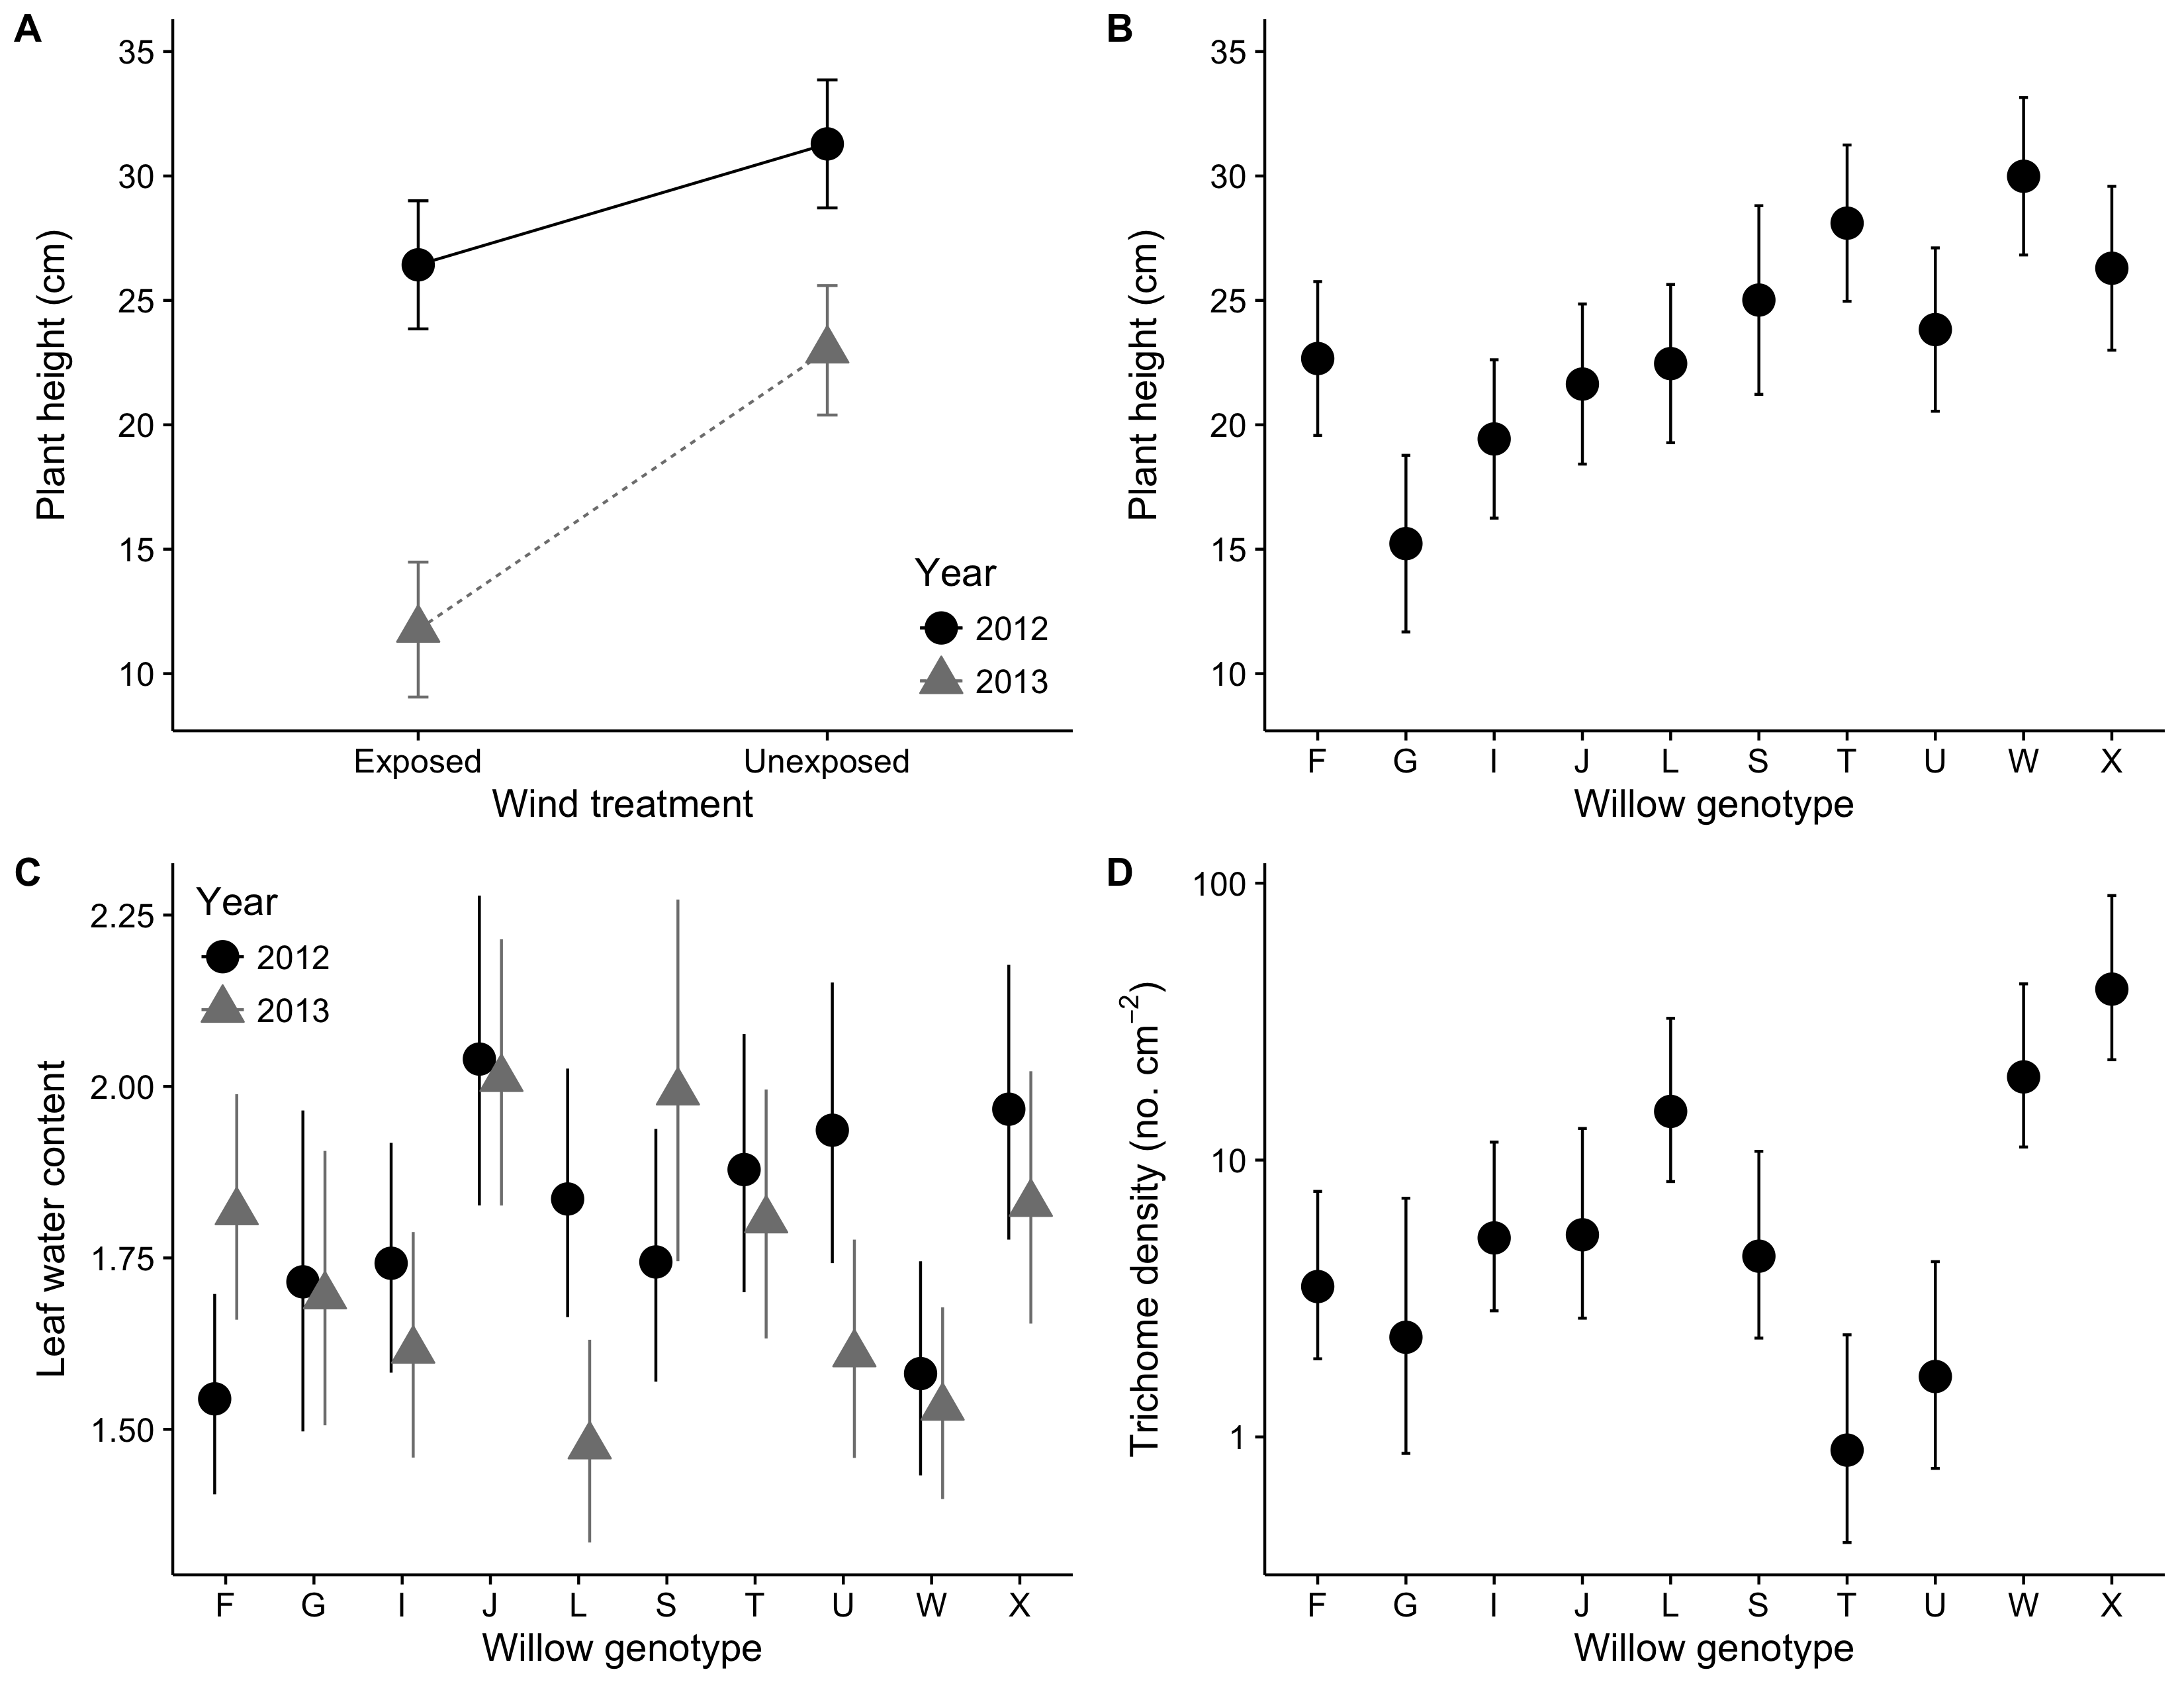 A
35
30
25
20
15
10
Plant height (cm)
Year
2012
2013
Exposed Unexposed
Wind treatment
B
35
30
25
20
15
10
Plant height (cm)
F G I J L S T U W X
Willow genotype
C
Year
2012
2013
2.25
2.00
1.75
1.50
Leaf water content
F G I J L S T U W X
Willow genotype
D
100
10
1
Trichome density (no. cm⁻²)
F G I J L S T U W X
Willow genotype